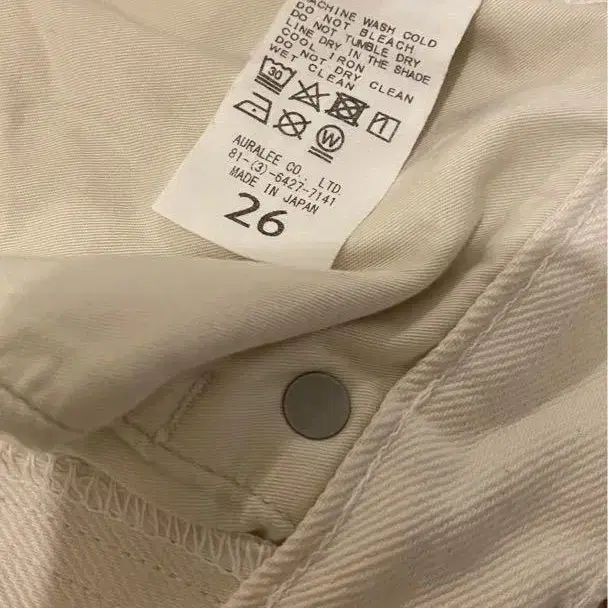 MACHINE WASH COLD
DO NOT BLEACH
DO NOT TUMBLE DRY
LINE DRY IN THE SHADE
COOL IRON
DO NOT DRY CLEAN
WET CLEAN
30
W
AURALEE CO., LTD.
81-(3)-6427-7141
MADE IN JAPAN
26